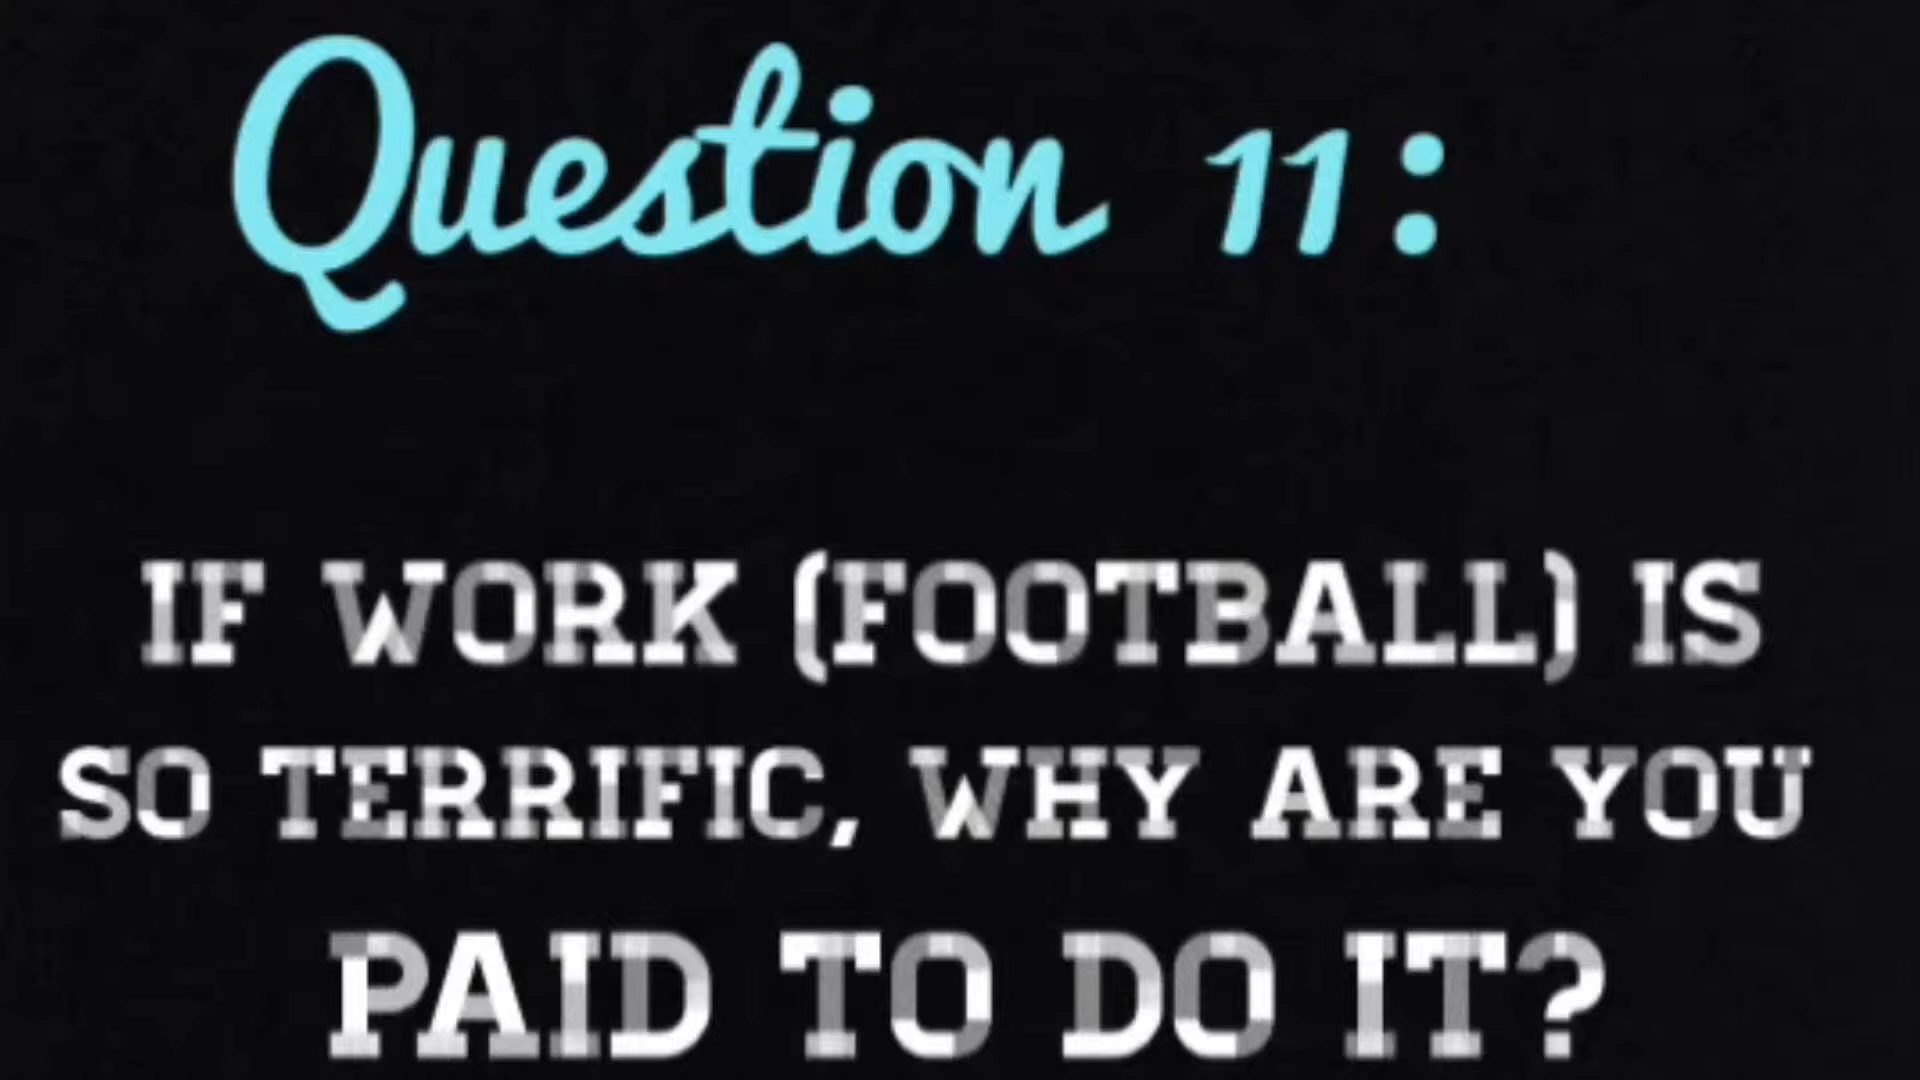 Question 11:
IF WORK (FOOTBALL) IS
SO TERRIFIC, WHY ARE YOU
PAID TO DO IT?